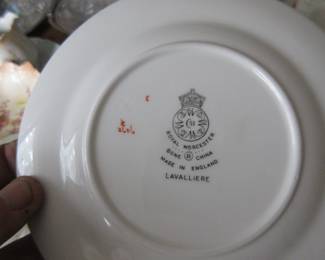 ROYAL WORCESTER
BONE CHINA
MADE IN ENGLAND
LAVALLIERE